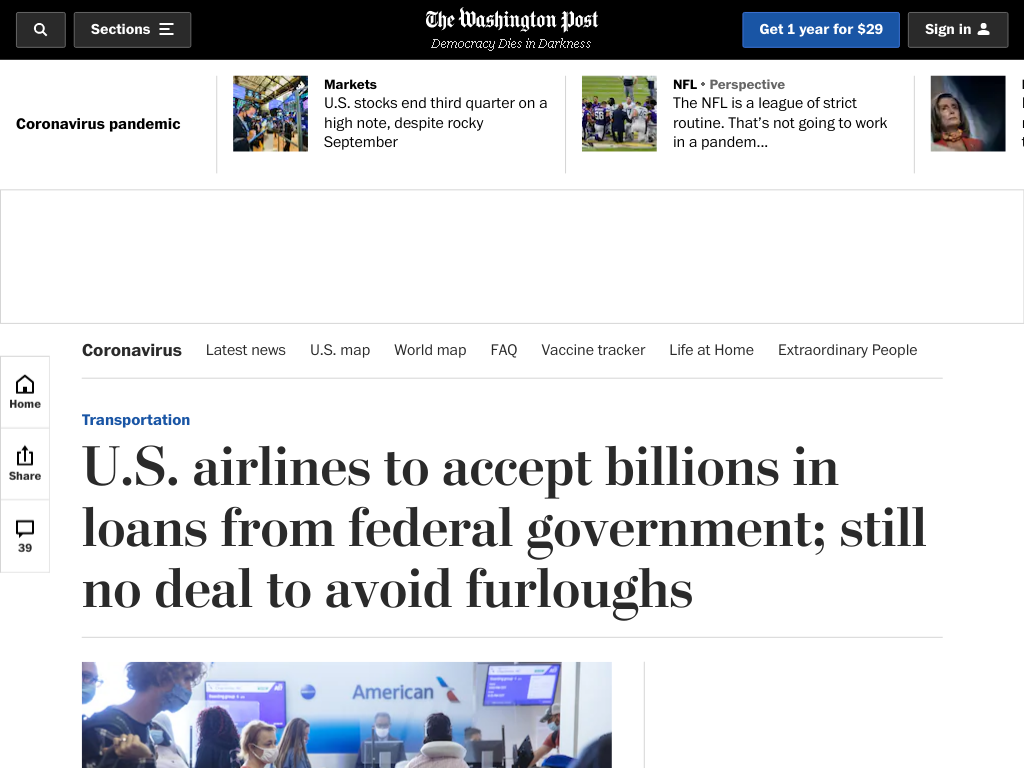 Sections
The Washington Post
Democracy Dies in Darkness
Get 1 year for $29
Sign in
Coronavirus pandemic
Markets
U.S. stocks end third quarter on a
high note, despite rocky
September
NFL • Perspective
The NFL is a league of strict
routine. That’s not going to work
in a pandem...
Coronavirus
Latest news
U.S. map
World map
FAQ
Vaccine tracker
Life at Home
Extraordinary People
Home
Share
39
Transportation
U.S. airlines to accept billions in
loans from federal government; still
no deal to avoid furloughs
American